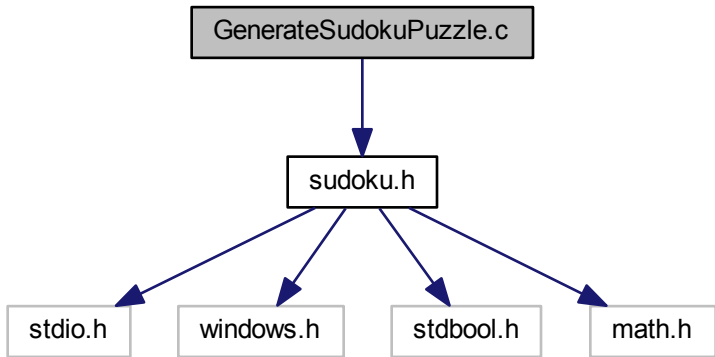 GenerateSudokuPuzzle.c
sudoku.h
stdio.h
windows.h
stdbool.h
math.h